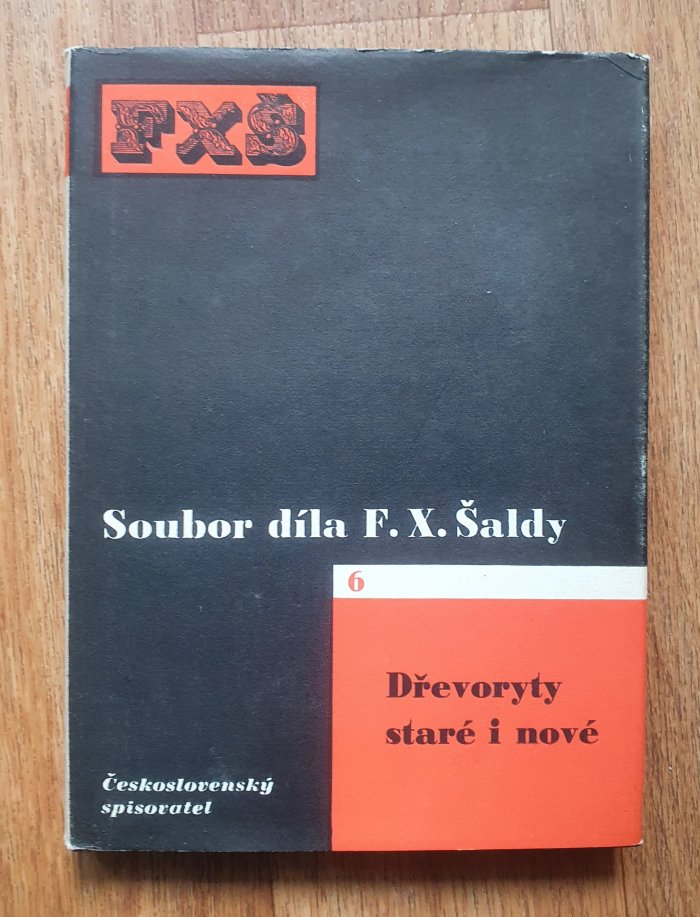 FXŠ
Soubor díla F. X. Šaldy
6
Dřevoryty
staré i nové
Československý
spisovatel